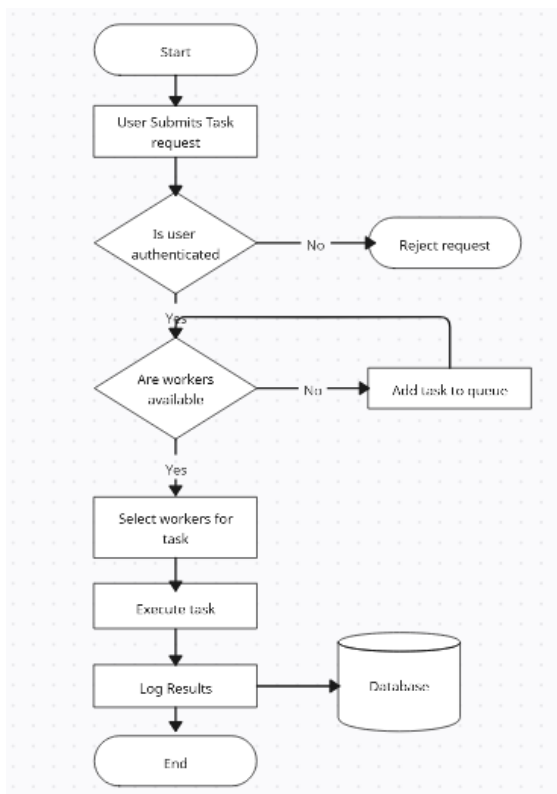 Start
User Submits Task
request
Is user
authenticated
No
Reject request
Yes
Are workers
available
No
Add task to queue
Yes
Select workers for
task
Execute task
Log Results
Database
End